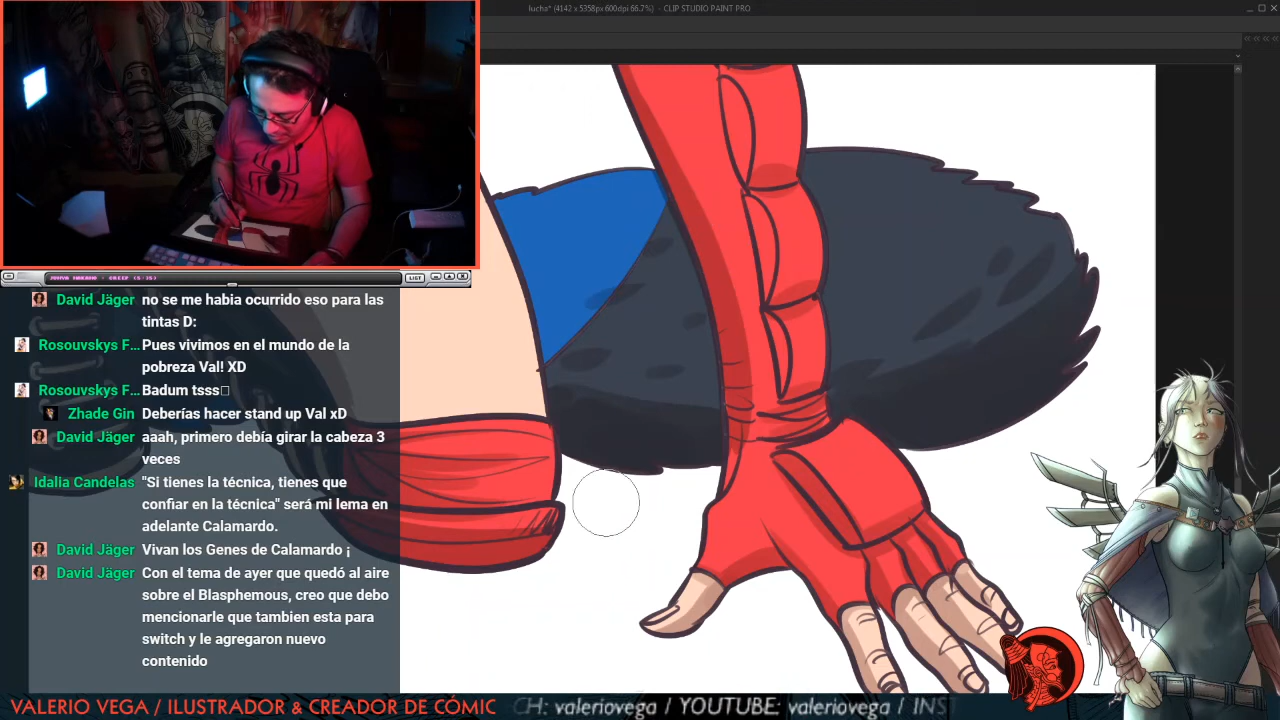 lucha* (4142 x 5358px 600dpi 66.7%) - CLIP STUDIO PAINT PRO
LIST
David Jäger no se me habia ocurrido eso para las
tintas D:
Rosouvskys F... Pues vivimos en el mundo de la
pobreza Val! XD
Rosouvskys F... Badum tsss
Zhade Gin Deberías hacer stand up Val xD
David Jäger aaah, primero debía girar la cabeza 3
veces
Idalia Candelas "Si tienes la técnica, tienes que
confiar en la técnica" será mi lema en
adelante Calamardo.
David Jäger Vivan los Genes de Calamardo ¡
David Jäger Con el tema de ayer que quedó al aire
sobre el Blasphemous, creo que debo
mencionarle que tambien esta para
switch y le agregaron nuevo
contenido
VALERIO VEGA / ILUSTRADOR & CREADOR DE CÓMIC
CH: valeriovega / YOUTUBE: valeriovega / INS